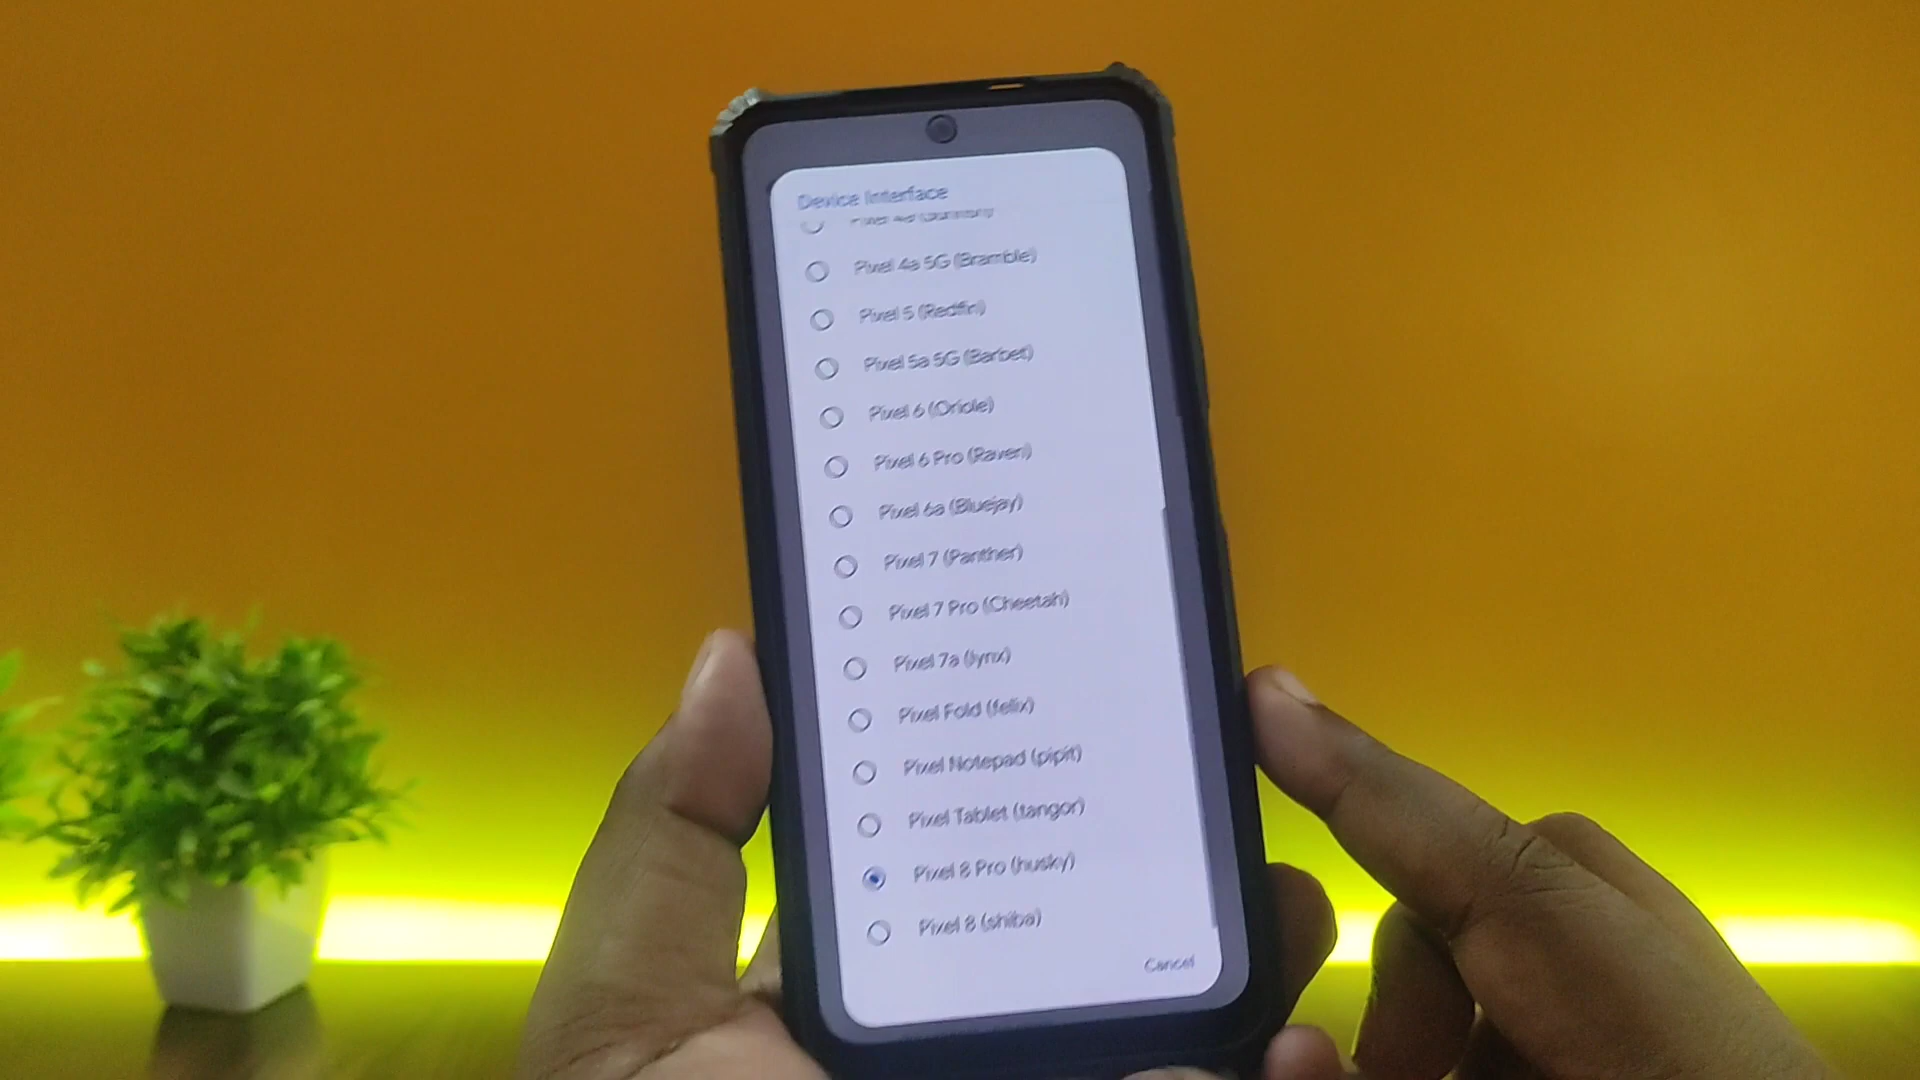 Device Interface
Pixel 4a 5G (Bramble)
Pixel 5 (Redfin)
Pixel 5a 5G (Barbet)
Pixel 6 (Oriole)
Pixel 6 Pro (Raven)
Pixel 6a (Bluejay)
Pixel 7 (Panther)
Pixel 7 Pro (Cheetah)
Pixel 7a (lynx)
Pixel Fold (felix)
Pixel Notepad (pipit)
Pixel Tablet (tangor)
Pixel 8 Pro (husky)
Pixel 8 (shiba)
Cancel